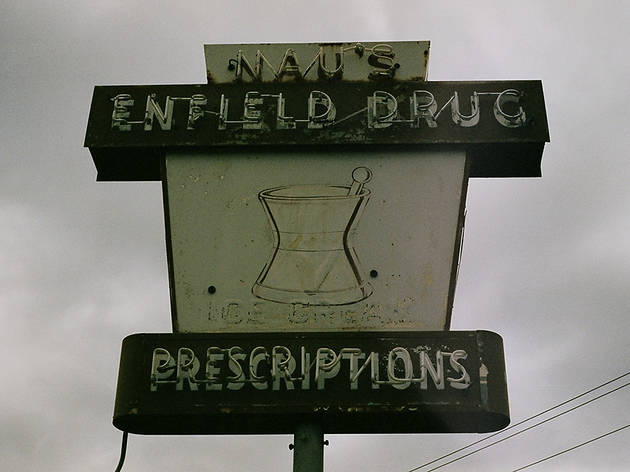 NAU'S
ENFIELD DRUG
ICE CREAM
PRESCRIPTIONS